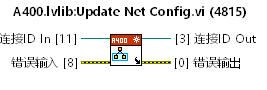 A400.lvlib:Update Net Config.vi (4815)
连接ID In [11] A400 [3] 连接ID Out
错误输入 [8] [0] 错误输出